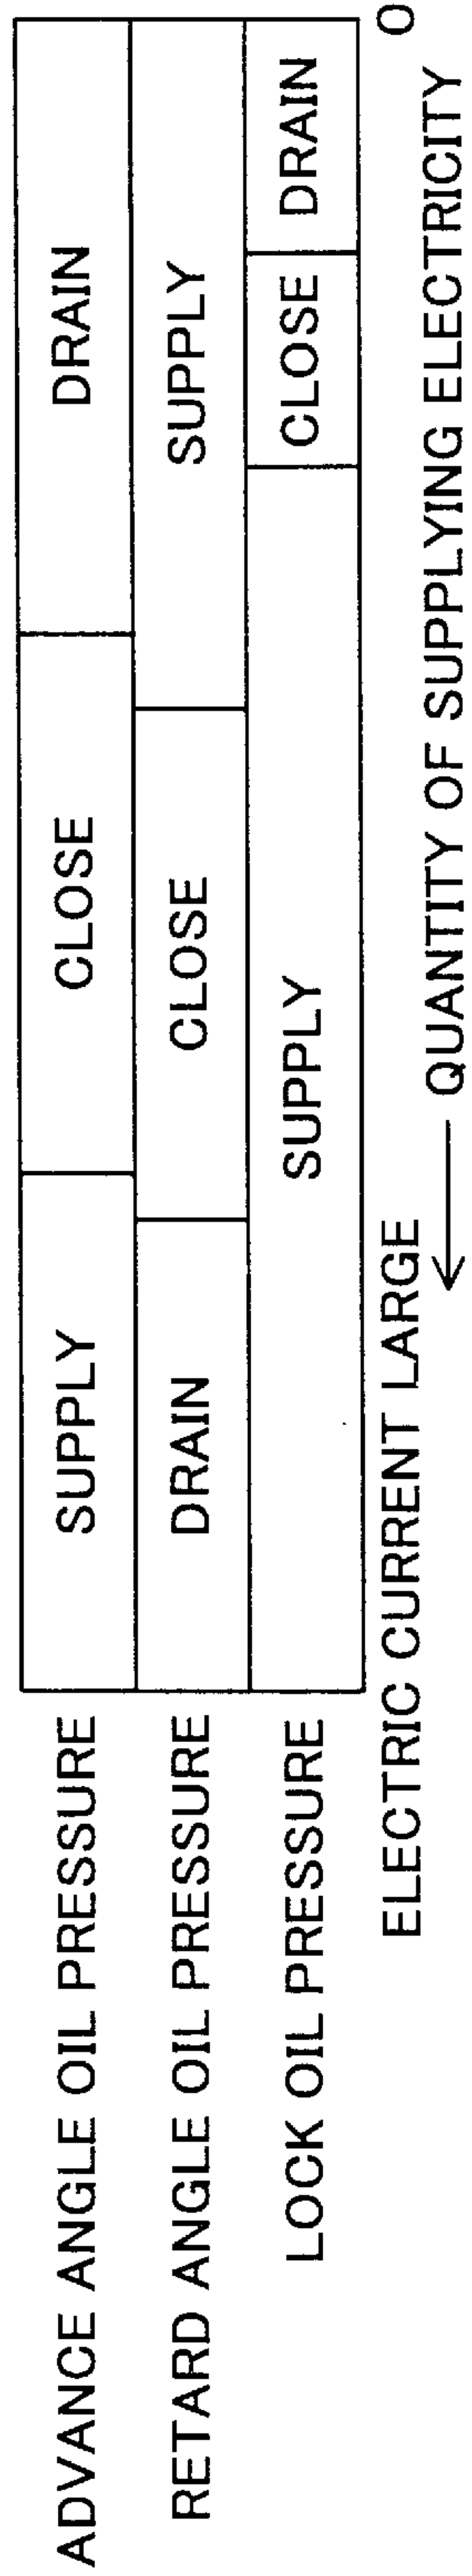 ADVANCE ANGLE OIL PRESSURE SUPPLY CLOSE DRAIN
RETARD ANGLE OIL PRESSURE DRAIN CLOSE SUPPLY
LOCK OIL PRESSURE SUPPLY CLOSE DRAIN
ELECTRIC CURRENT LARGE 0
← QUANTITY OF SUPPLYING ELECTRICITY